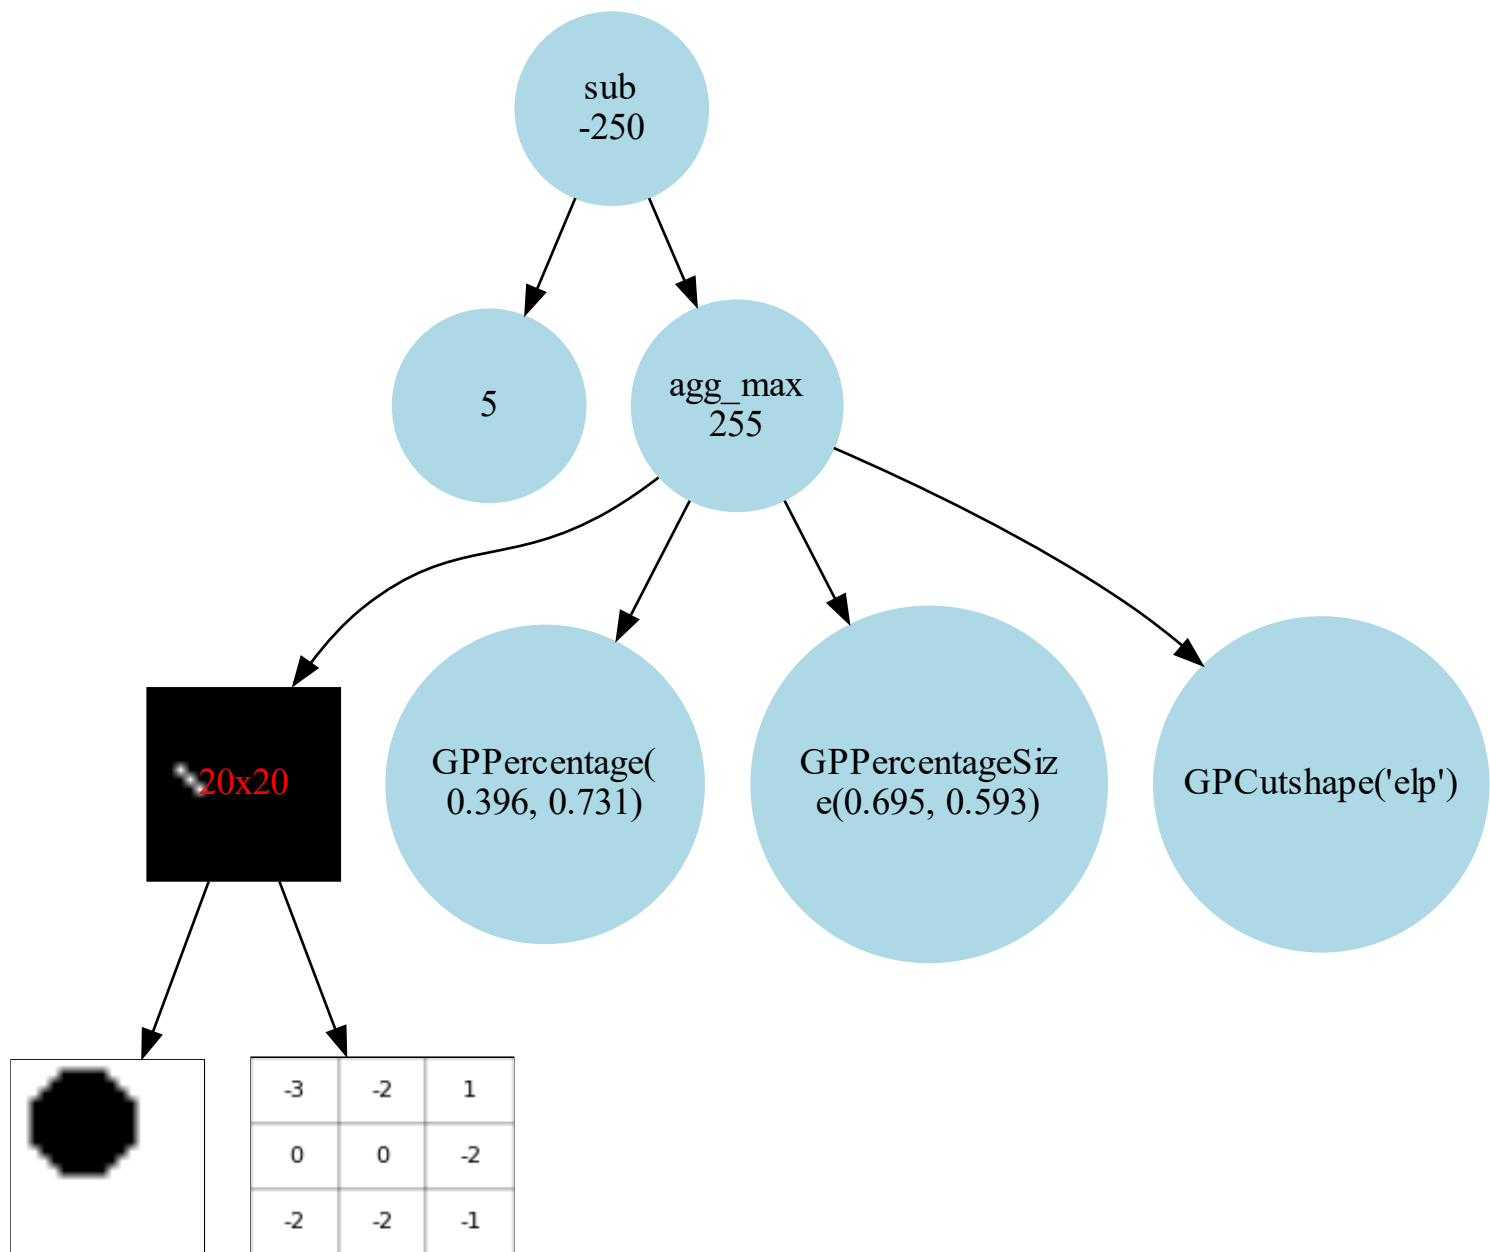 sub
-250
5
agg_max
255
20x20
GPPercentage(
0.396, 0.731)
GPPercentageSiz
e(0.695, 0.593)
GPCutshape('elp')
-3 -2 1
0 0 -2
-2 -2 -1